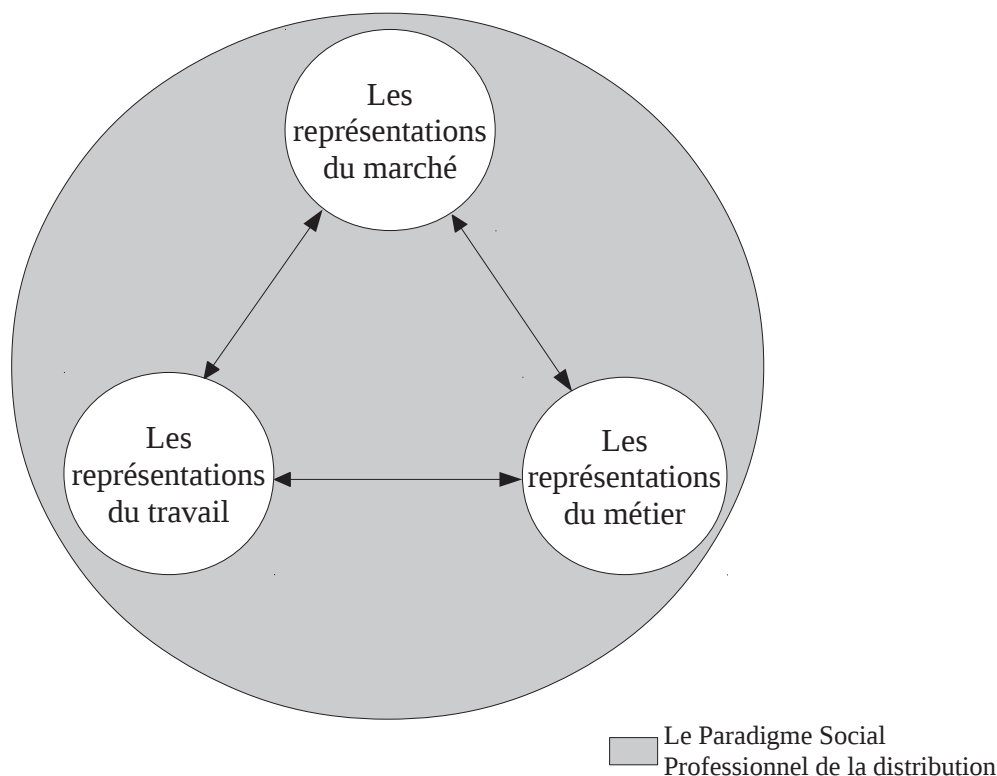 Les
représentations
du marché
Les
représentations
du travail
Les
représentations
du métier
Le Paradigme Social
Professionnel de la distribution